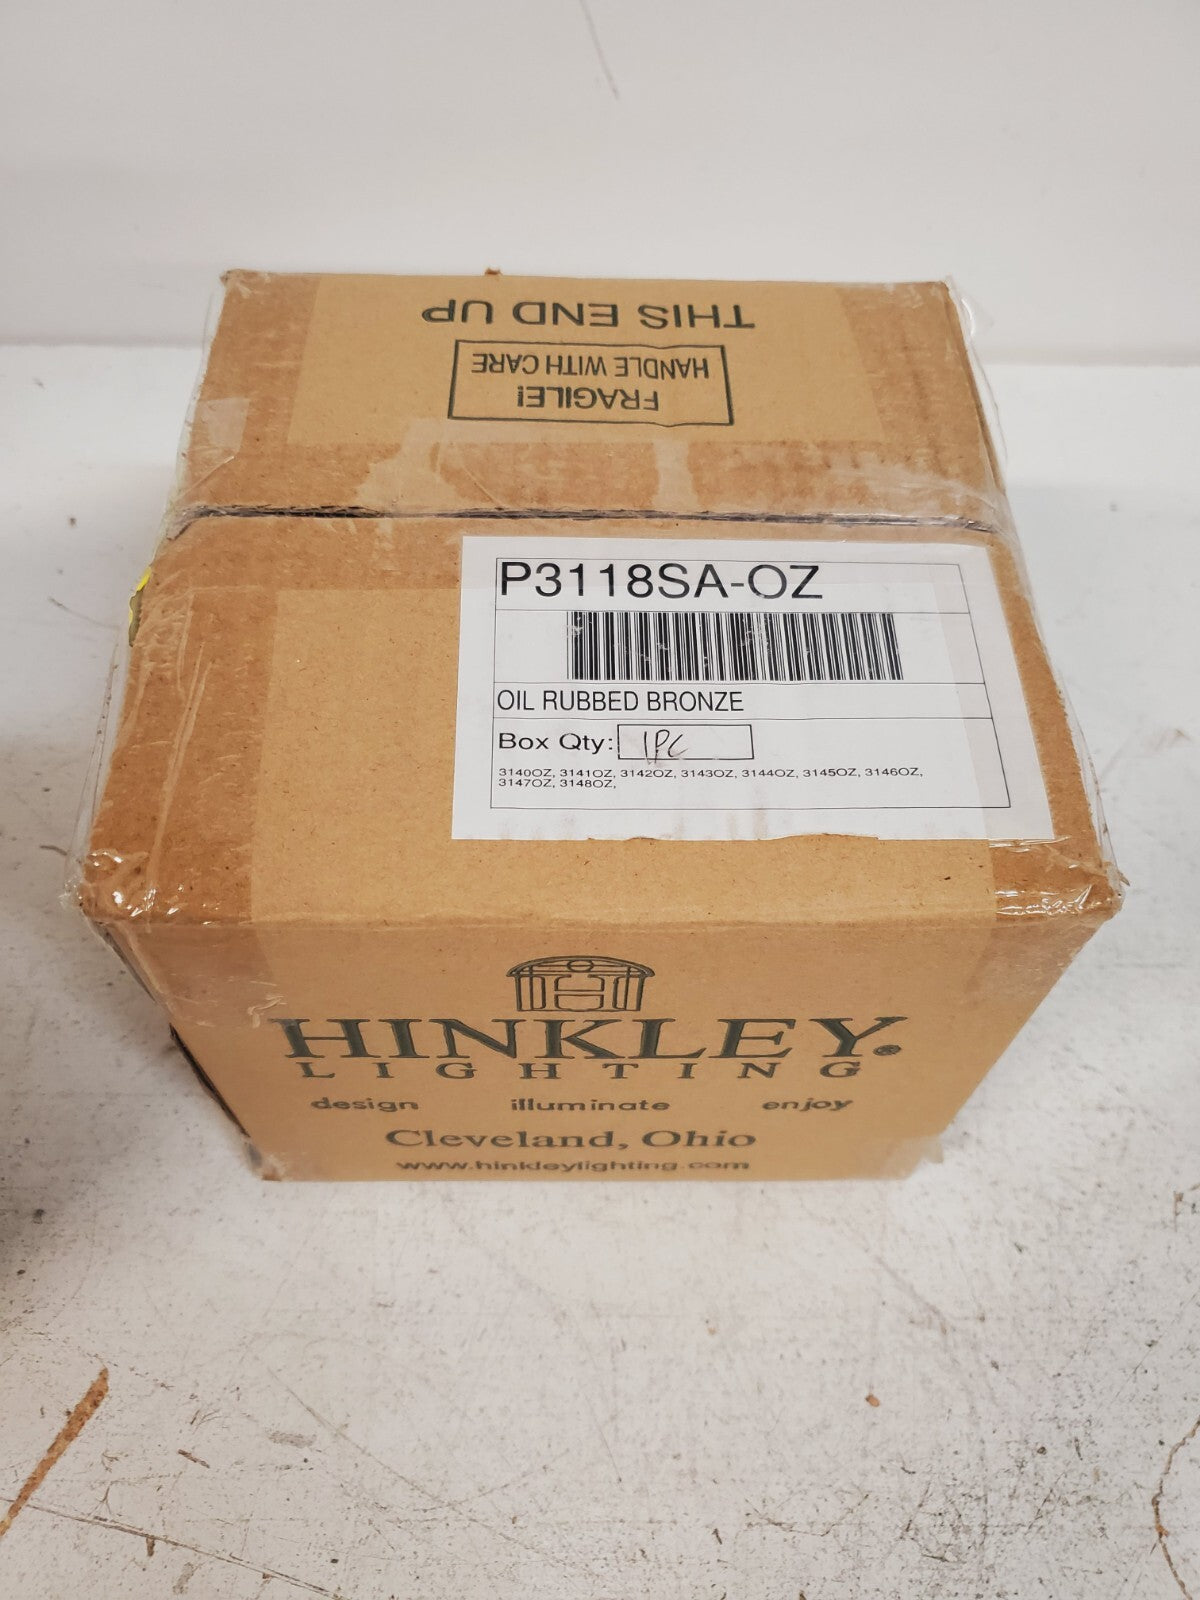 THIS END UP
HANDLE WITH CARE
FRAGILE!
P3118SA-OZ
OIL RUBBED BRONZE
Box Qty: 1PC
3140OZ, 3141OZ, 3142OZ, 3143OZ, 3144OZ, 3145OZ, 3146OZ,
3147OZ, 3148OZ,
H
HINKLEY®
LIGHTING
design illuminate enjoy
Cleveland, Ohio
www.hinkleylighting.com